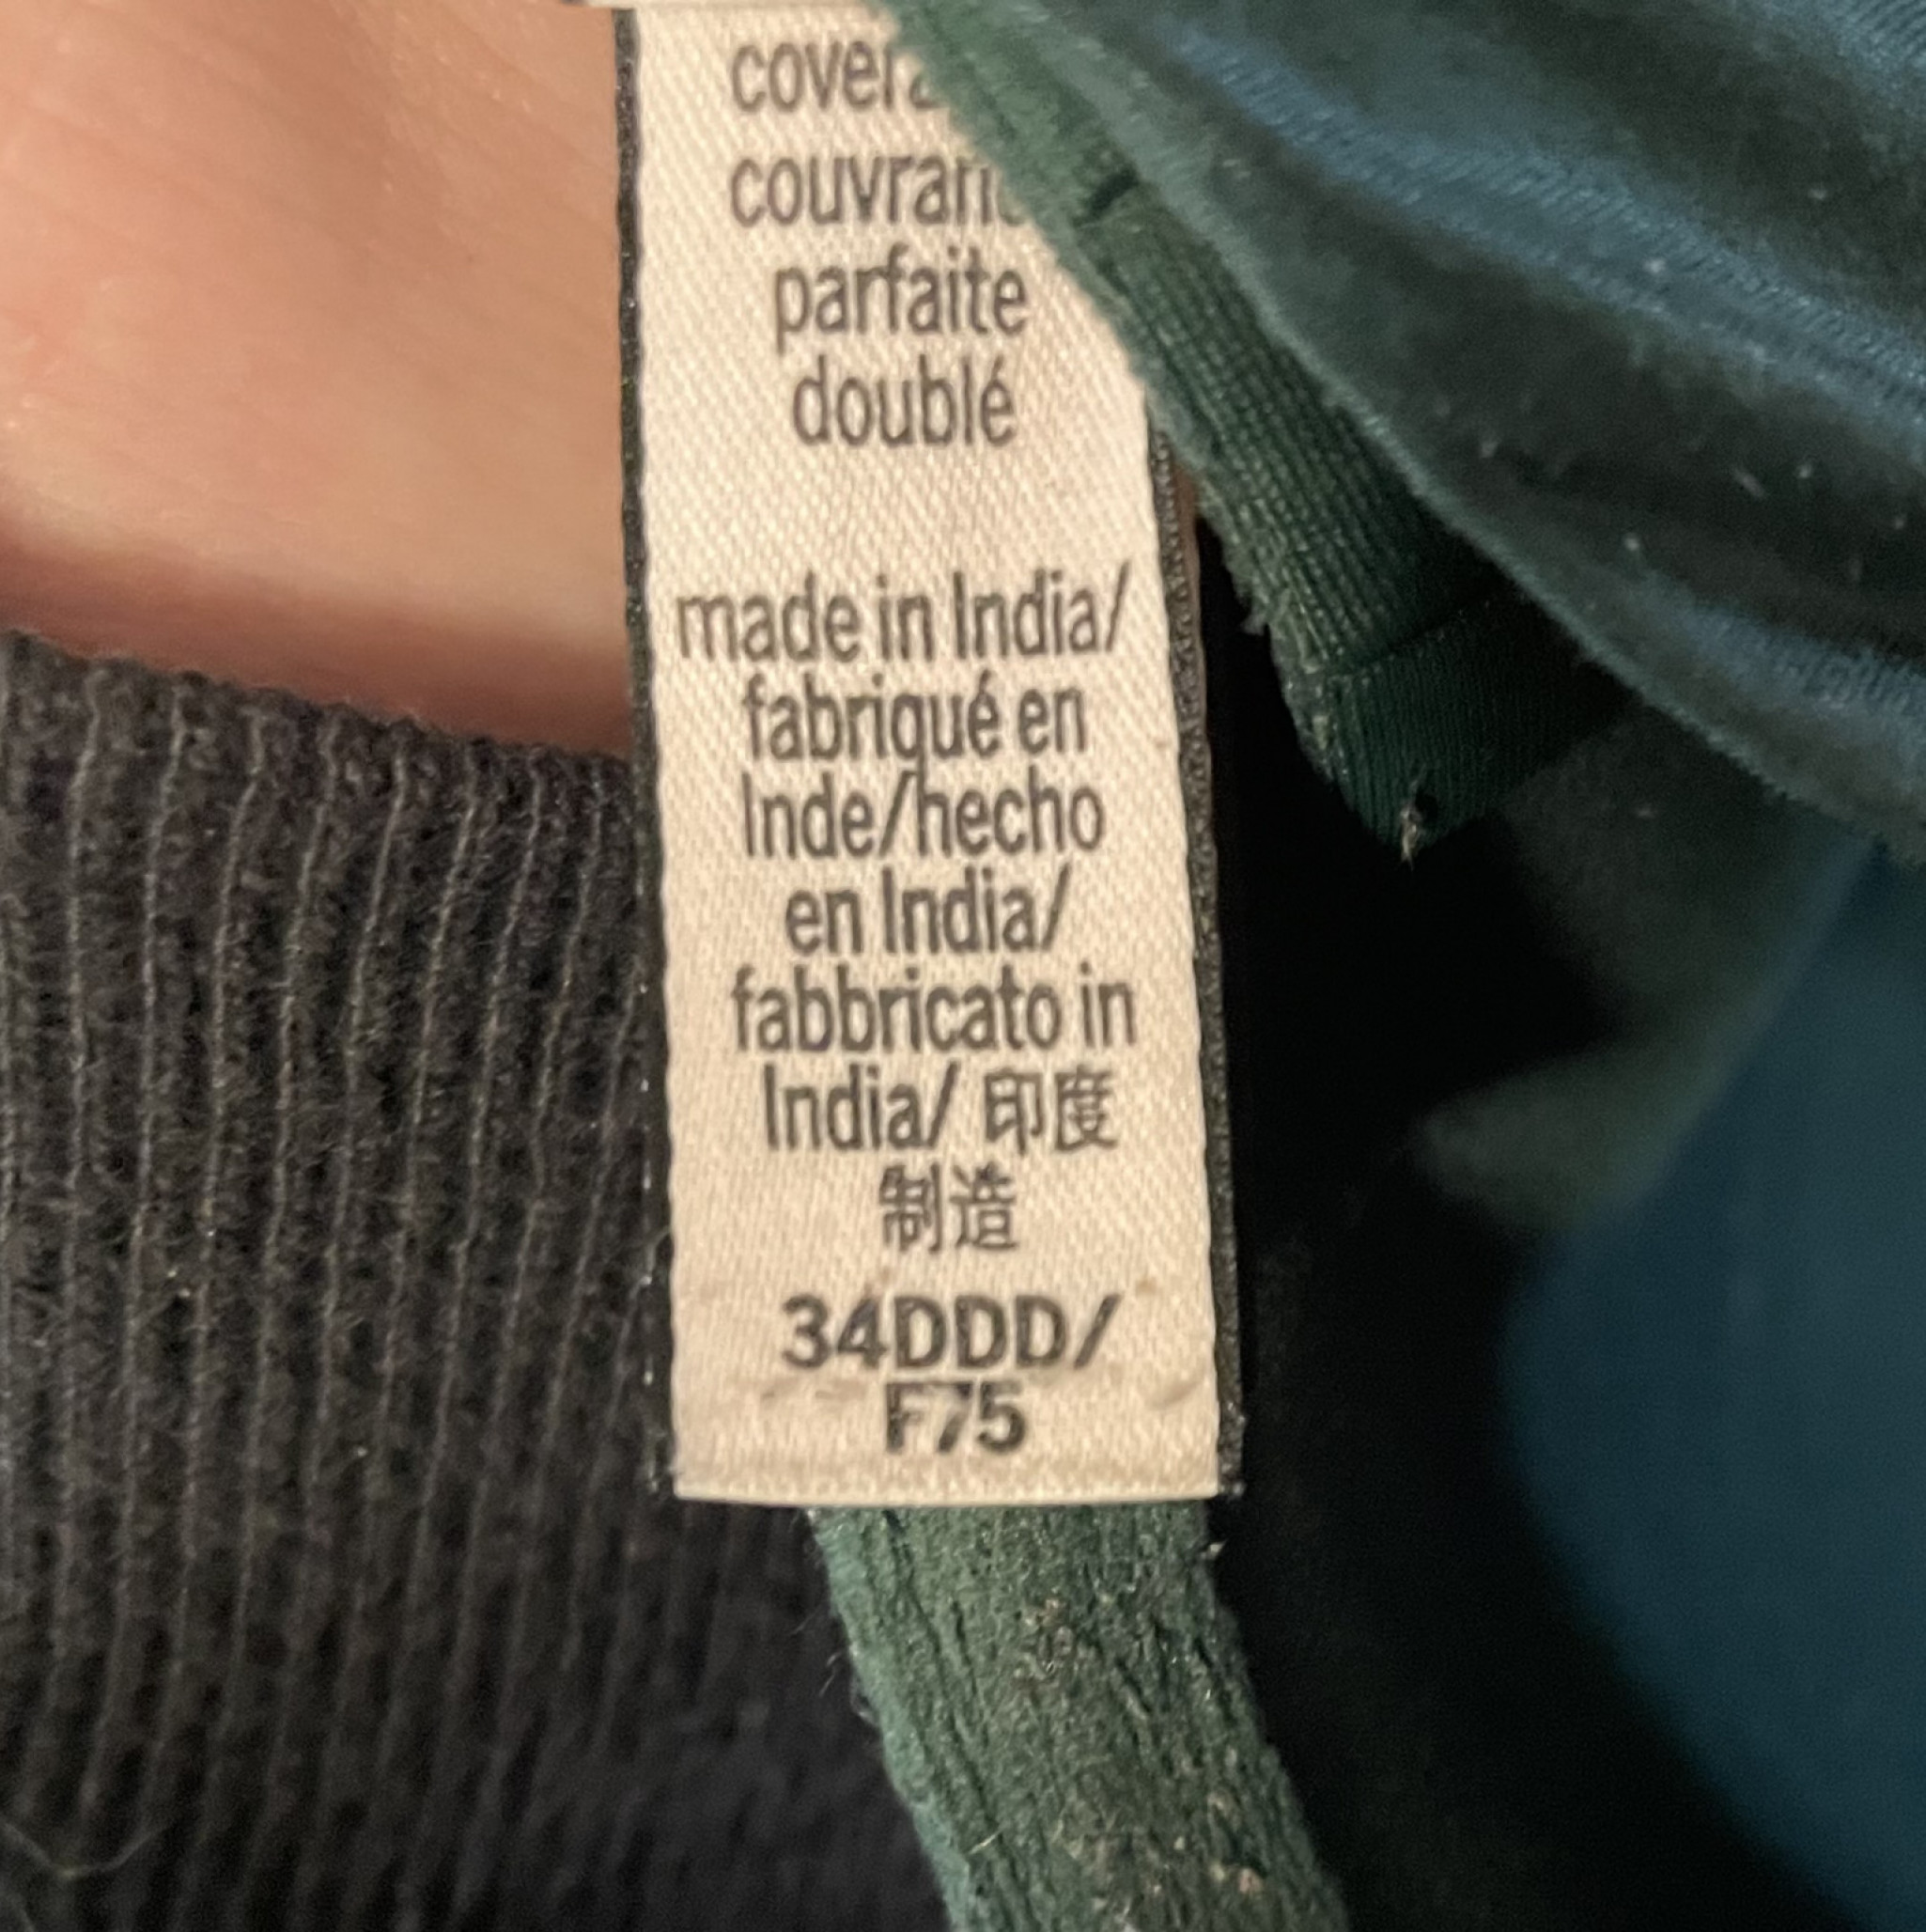 parfaite
doublé
made in India/
fabriqué en
Inde/hecho
en India/
fabbricato in
India/ 印度
制造
34DDD/
F75